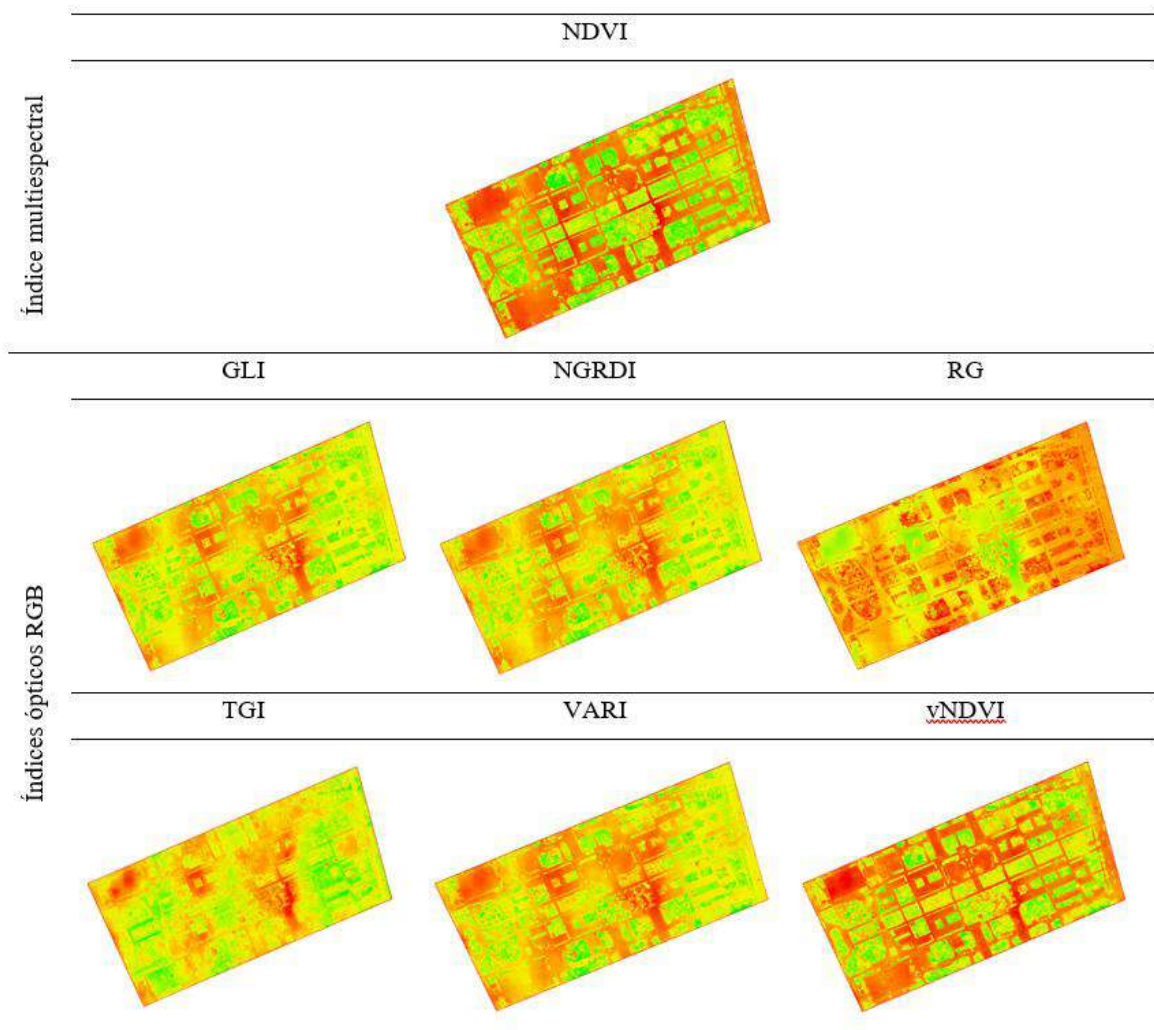 NDVI
Índice multiespectral
GLI
NGRDI
RG
Índices ópticos RGB
TGI
VARI
vNDVI